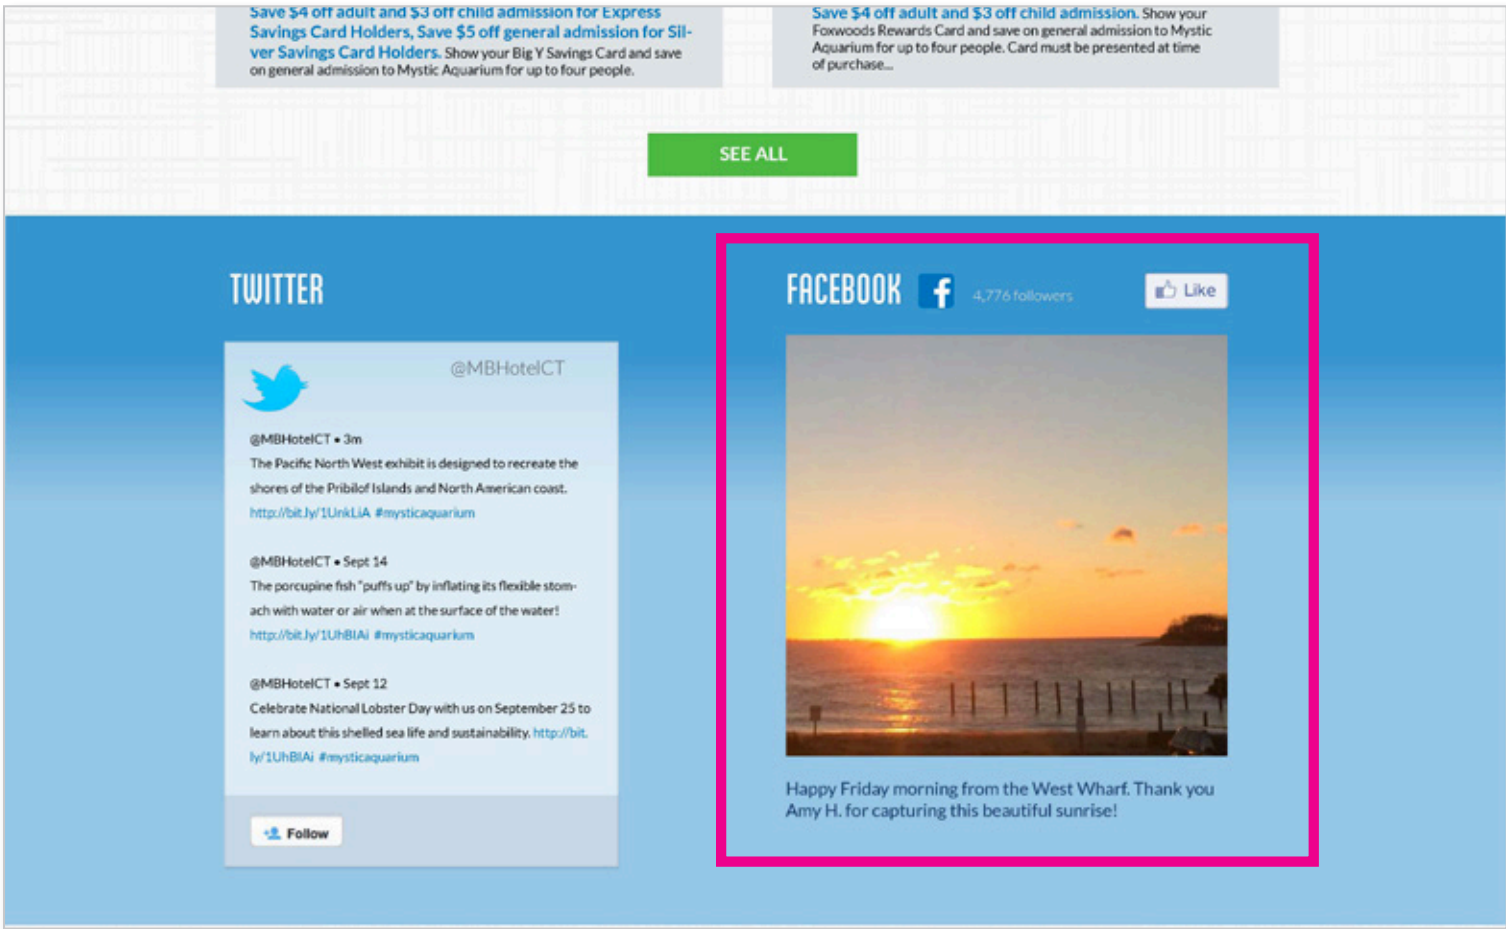 Save $4 off adult and $3 off child admission for Express
Savings Card Holders, Save $5 off general admission for Sil-
ver Savings Card Holders. Show your Big Y Savings Card and save
on general admission to Mystic Aquarium for up to four people.
Save $4 off adult and $3 off child admission. Show your
Foxwoods Rewards Card and save on general admission to Mystic
Aquarium for up to four people. Card must be presented at time
of purchase...
SEE ALL
TWITTER
@MBHotelCT
@MBHotelCT • 3m
The Pacific North West exhibit is designed to recreate the
shores of the Pribilof Islands and North American coast.
http://bit.ly/1UnkLiA #mysticaquarium
@MBHotelCT • Sept 14
The porcupine fish "puffs up" by inflating its flexible stom-
ach with water or air when at the surface of the water!
http://bit.ly/1UhBIAi #mysticaquarium
@MBHotelCT • Sept 12
Celebrate National Lobster Day with us on September 25 to
learn about this shelled sea life and sustainability. http://bit.
ly/1UhBIAi #mysticaquarium
Follow
FACEBOOK f 4,776 followers Like
Happy Friday morning from the West Wharf. Thank you
Amy H. for capturing this beautiful sunrise!